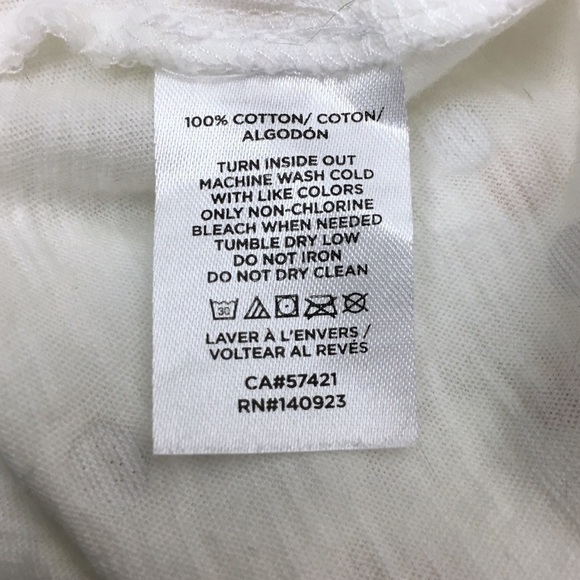 100% COTTON/ COTON/
ALGODÓN
TURN INSIDE OUT
MACHINE WASH COLD
WITH LIKE COLORS
ONLY NON-CHLORINE
BLEACH WHEN NEEDED
TUMBLE DRY LOW
DO NOT IRON
DO NOT DRY CLEAN
30
LAVER À L'ENVERS /
VOLTEAR AL REVÉS
CA#57421
RN#140923